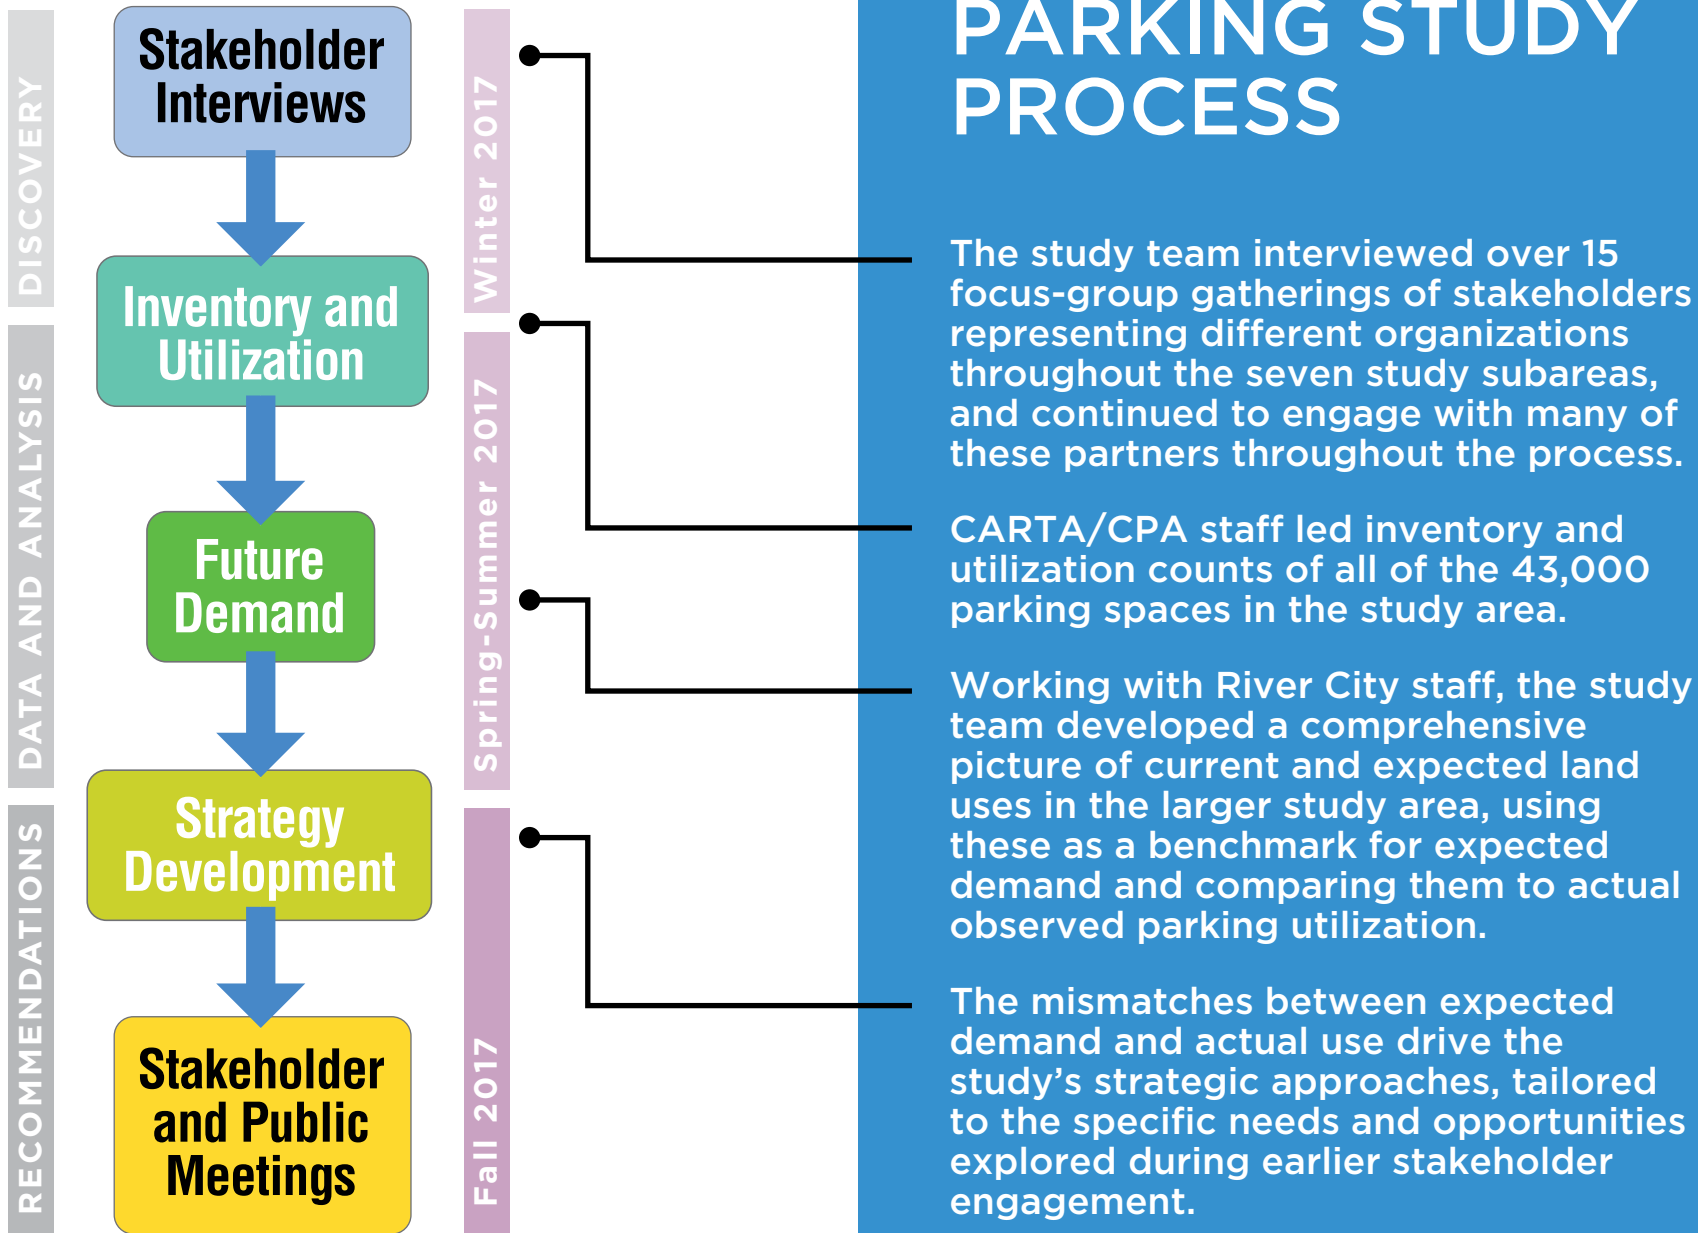 DISCOVERY
DATA AND ANALYSIS
RECOMMENDATIONS
Stakeholder
Interviews
Inventory and
Utilization
Future
Demand
Strategy
Development
Stakeholder
and Public
Meetings
Winter 2017
Spring-Summer 2017
Fall 2017
PARKING STUDY
PROCESS
The study team interviewed over 15
focus-group gatherings of stakeholders
representing different organizations
throughout the seven study subareas,
and continued to engage with many of
these partners throughout the process.
CARTA/CPA staff led inventory and
utilization counts of all of the 43,000
parking spaces in the study area.
Working with River City staff, the study
team developed a comprehensive
picture of current and expected land
uses in the larger study area, using
these as a benchmark for expected
demand and comparing them to actual
observed parking utilization.
The mismatches between expected
demand and actual use drive the
study’s strategic approaches, tailored
to the specific needs and opportunities
explored during earlier stakeholder
engagement.